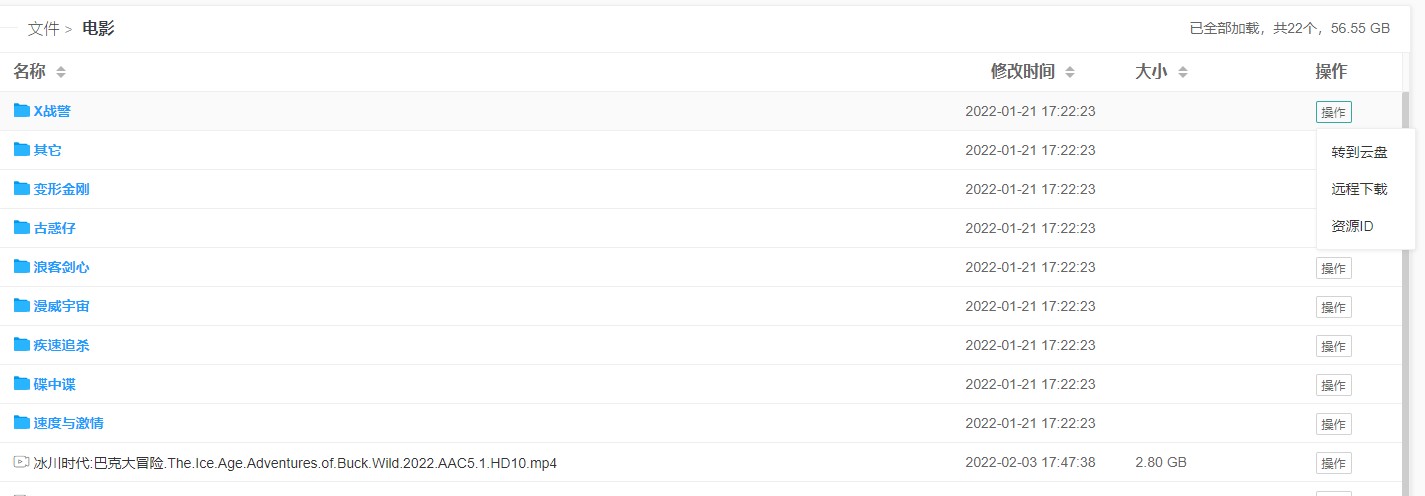 文件 > 电影 已全部加载，共22个，56.55 GB
名称 修改时间 大小 操作
X战警 2022-01-21 17:22:23 操作
其它 2022-01-21 17:22:23 转到云盘
变形金刚 2022-01-21 17:22:23 远程下载
古惑仔 2022-01-21 17:22:23 资源ID
浪客剑心 2022-01-21 17:22:23 操作
漫威宇宙 2022-01-21 17:22:23 操作
疾速追杀 2022-01-21 17:22:23 操作
碟中谍 2022-01-21 17:22:23 操作
速度与激情 2022-01-21 17:22:23 操作
冰川时代:巴克大冒险.The.Ice.Age.Adventures.of.Buck.Wild.2022.AAC5.1.HD10.mp4 2022-02-03 17:47:38 2.80 GB 操作